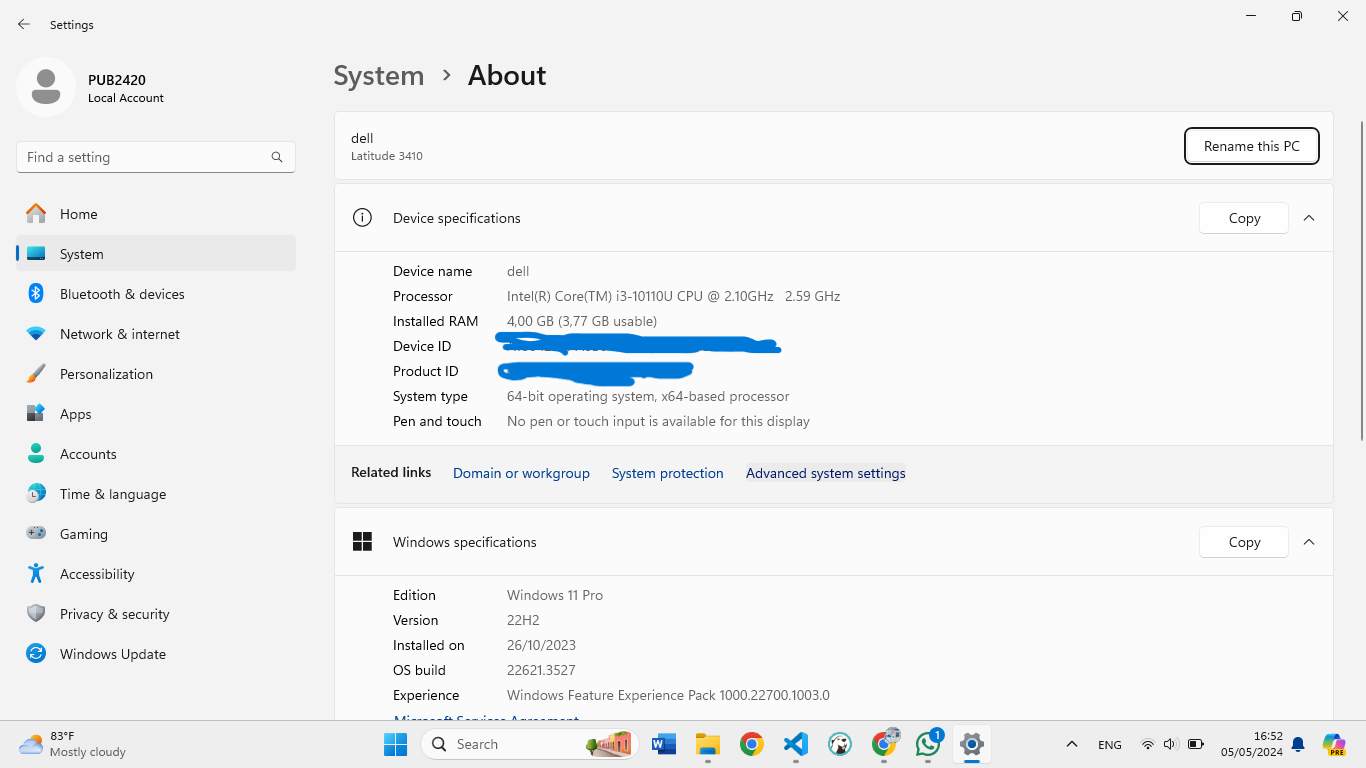 Settings
PUB2420
Local Account
Find a setting
Home
System
Bluetooth & devices
Network & internet
Personalization
Apps
Accounts
Time & language
Gaming
Accessibility
Privacy & security
Windows Update
System > About
dell
Latitude 3410
Rename this PC
Device specifications
Copy
Device name dell
Processor Intel(R) Core(TM) i3-10110U CPU @ 2.10GHz 2.59 GHz
Installed RAM 4,00 GB (3,77 GB usable)
Device ID
Product ID
System type 64-bit operating system, x64-based processor
Pen and touch No pen or touch input is available for this display
Related links Domain or workgroup System protection Advanced system settings
Windows specifications
Copy
Edition Windows 11 Pro
Version 22H2
Installed on 26/10/2023
OS build 22621.3527
Experience Windows Feature Experience Pack 1000.22700.1003.0
Microsoft Services Agreement
83°F
Mostly cloudy
Search
1
ENG
16:52
05/05/2024
PRE